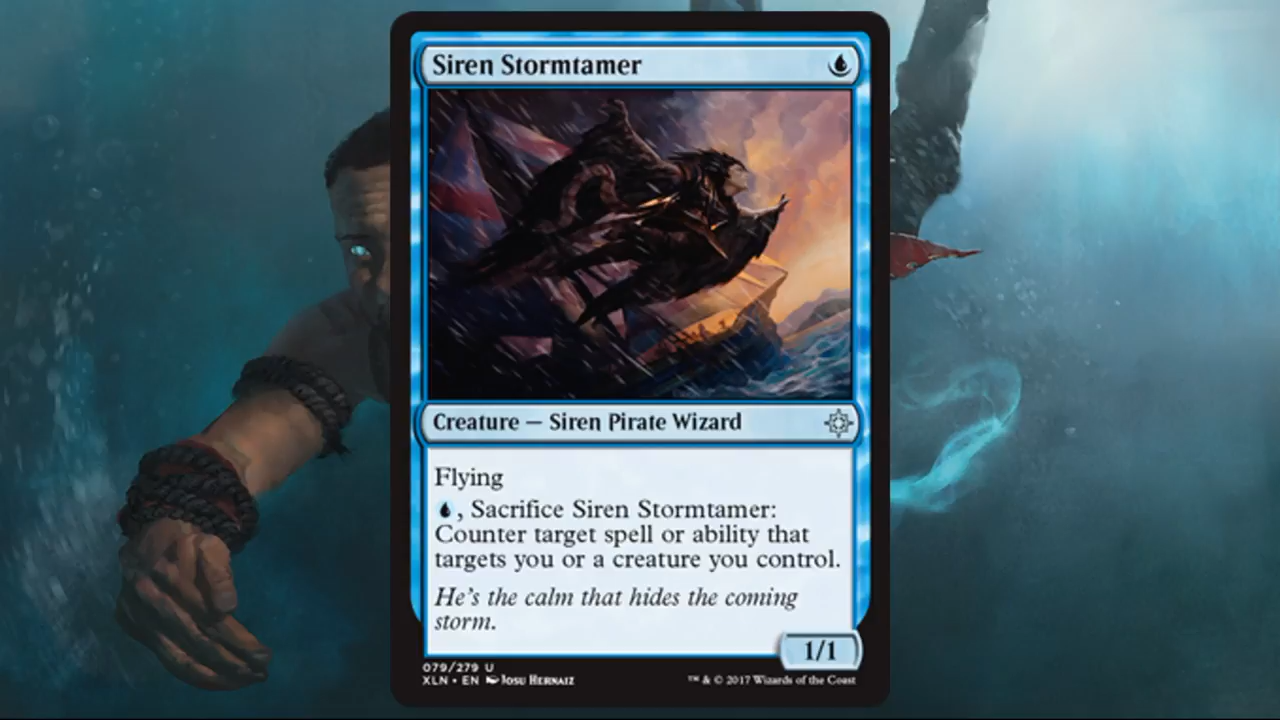 Siren Stormtamer
Creature — Siren Pirate Wizard
Flying
, Sacrifice Siren Stormtamer:
Counter target spell or ability that
targets you or a creature you control.
He's the calm that hides the coming
storm.
1/1
079/279 U
XLN • EN Josu Hernaiz
™ & © 2017 Wizards of the Coast